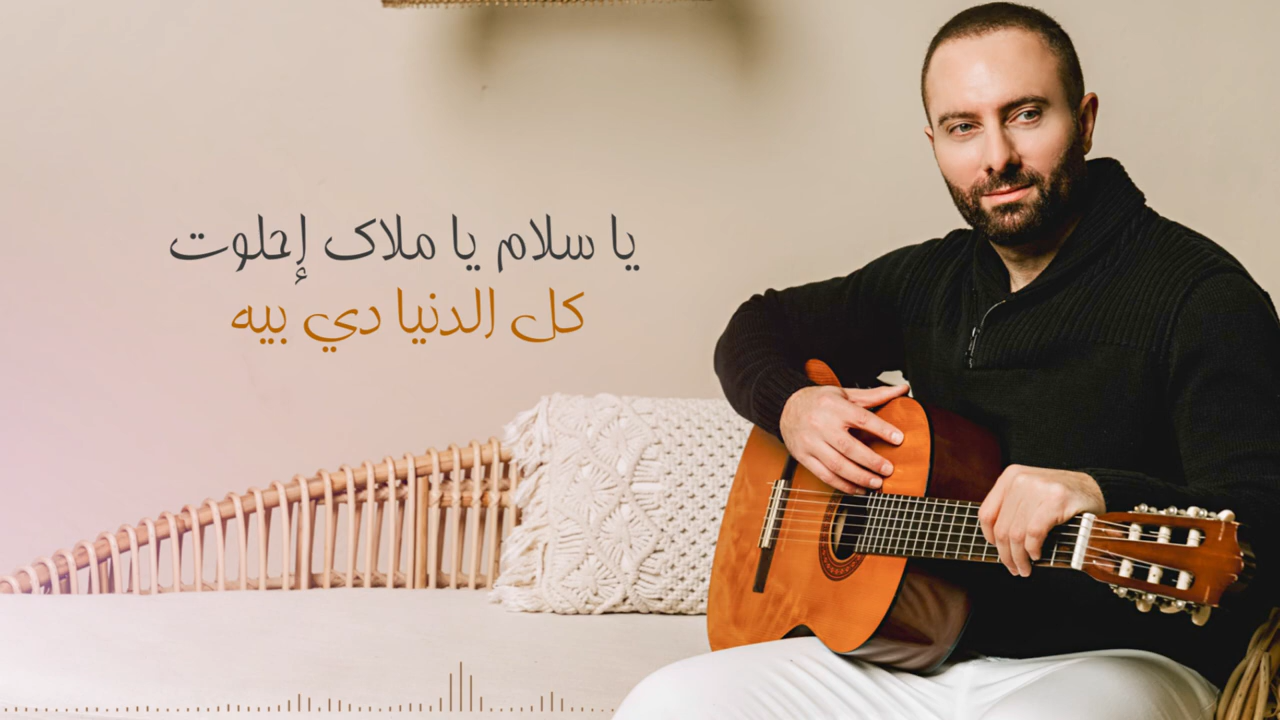 يا سلام يا ملاك إحلوت
كل الدنيا دي بيه